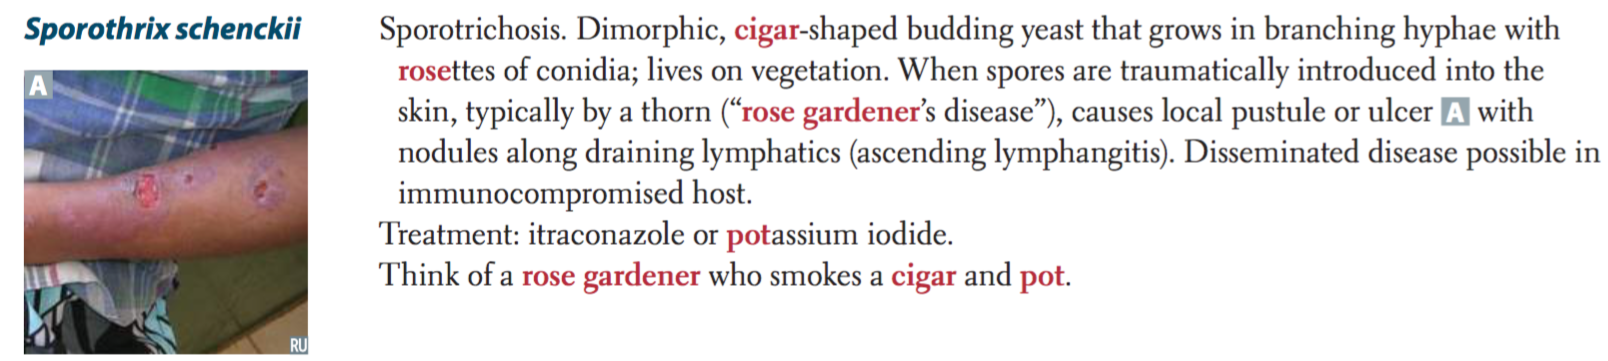 Sporothrix schenckii
A
RU
Sporotrichosis. Dimorphic, cigar-shaped budding yeast that grows in branching hyphae with
rosettes of conidia; lives on vegetation. When spores are traumatically introduced into the
skin, typically by a thorn (“rose gardener’s disease”), causes local pustule or ulcer A with
nodules along draining lymphatics (ascending lymphangitis). Disseminated disease possible in
immunocompromised host.
Treatment: itraconazole or potassium iodide.
Think of a rose gardener who smokes a cigar and pot.